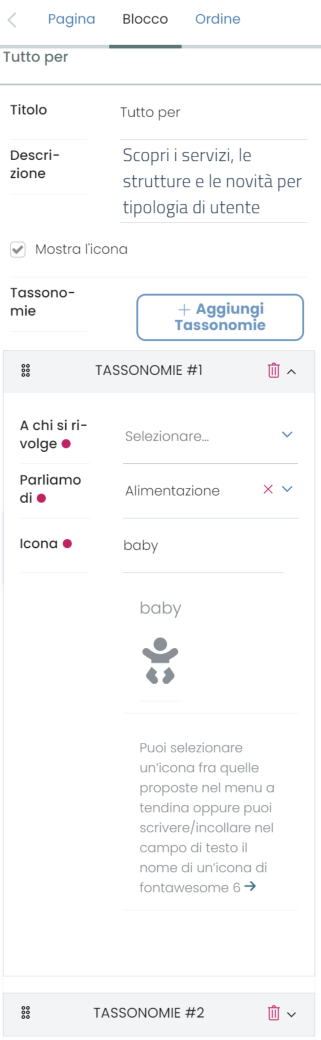 Pagina Blocco Ordine
Tutto per
Titolo Tutto per
Descri-
zione
Scopri i servizi, le
strutture e le novità per
tipologia di utente
Mostra l'icona
Tassono-
mie
+ Aggiungi
Tassonomie
TASSONOMIE #1
A chi si ri-
volge
Selezionare...
Parliamo
di
Alimentazione
Icona baby
baby
Puoi selezionare
un'icona fra quelle
proposte nel menu a
tendina oppure puoi
scrivere/incollare nel
campo di testo il
nome di un'icona di
fontawesome 6
TASSONOMIE #2